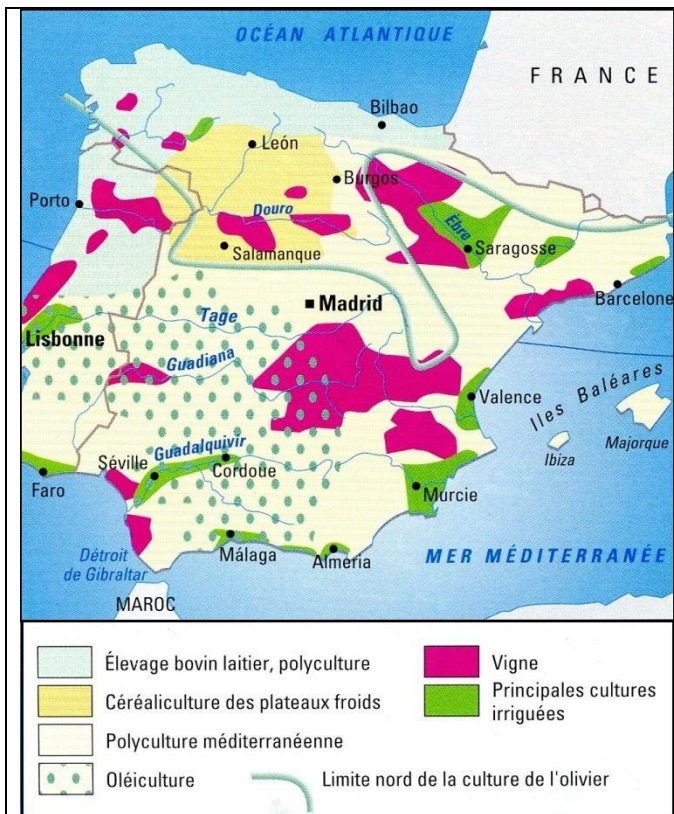 OCÉAN ATLANTIQUE
FRANCE
Bilbao
León
Burgos
Porto
Douro
Èbre
Saragosse
Salamanque
Barcelone
Madrid
Tage
Lisbonne
Guadiana
Valence
Iles Baléares
Majorque
Ibiza
Guadalquivir
Séville
Cordoue
Faro
Murcie
Málaga
Almería
Détroit
de Gibraltar
MER MÉDITERRANÉE
MAROC
Élevage bovin laitier, polyculture
Vigne
Céréaliculture des plateaux froids
Principales cultures
irriguées
Polyculture méditerranéenne
Oléiculture
Limite nord de la culture de l'olivier